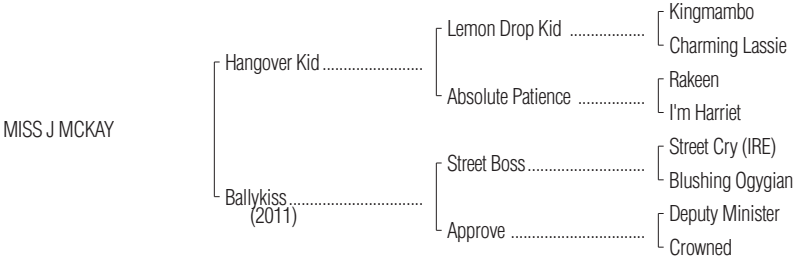 Kingmambo
Lemon Drop Kid ..................
Charming Lassie
Hangover Kid ........................
Rakeen
Absolute Patience ................
I'm Harriet
MISS J MCKAY
Street Cry (IRE)
Street Boss............................
Blushing Ogygian
Ballykiss................................
(2011)
Deputy Minister
Approve ................................
Crowned